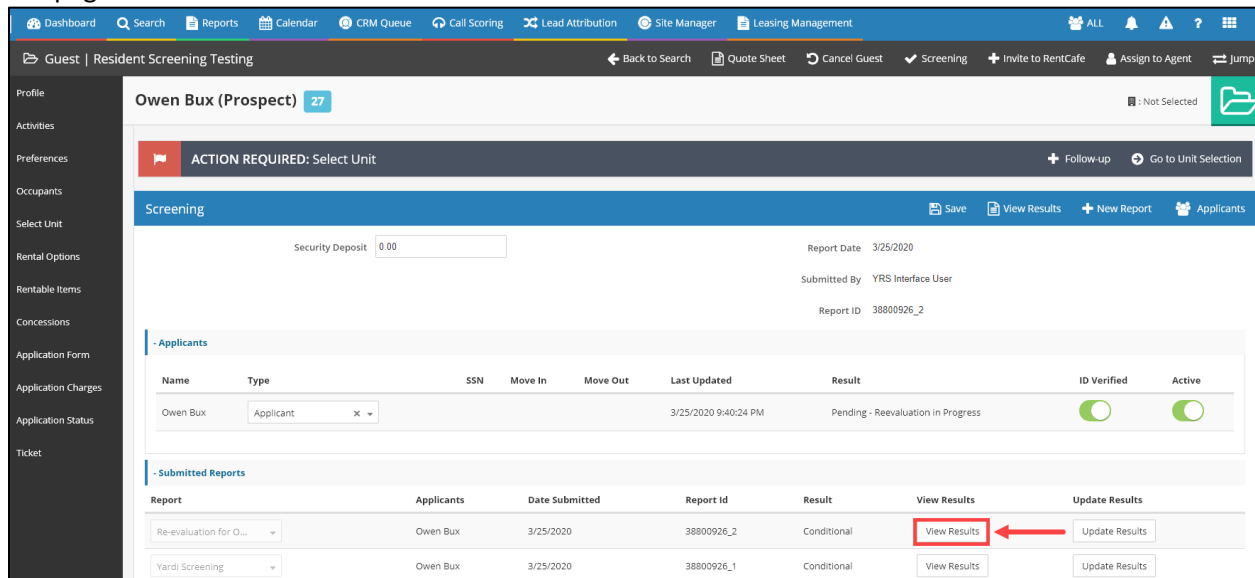 Dashboard Search Reports Calendar CRM Queue Call Scoring Lead Attribution Site Manager Leasing Management ALL ?
Guest | Resident Screening Testing Back to Search Quote Sheet Cancel Guest Screening Invite to RentCafe Assign to Agent Jump
Profile
Owen Bux (Prospect) 27 : Not Selected
Activities
Preferences
ACTION REQUIRED: Select Unit Follow-up Go to Unit Selection
Occupants
Screening Save View Results New Report Applicants
Select Unit
Security Deposit 0.00 Report Date 3/25/2020
Rental Options
Submitted By YRS Interface User
Rentable Items
Report ID 38800926_2
Concessions
- Applicants
Application Form
Name Type SSN Move In Move Out Last Updated Result ID Verified Active
Application Charges
Owen Bux Applicant x 3/25/2020 9:40:24 PM Pending - Reevaluation in Progress
Application Status
Ticket
- Submitted Reports
Report Applicants Date Submitted Report Id Result View Results Update Results
Re-evaluation for O... Owen Bux 3/25/2020 38800926_2 Conditional View Results Update Results
Yardi Screening Owen Bux 3/25/2020 38800926_1 Conditional View Results Update Results